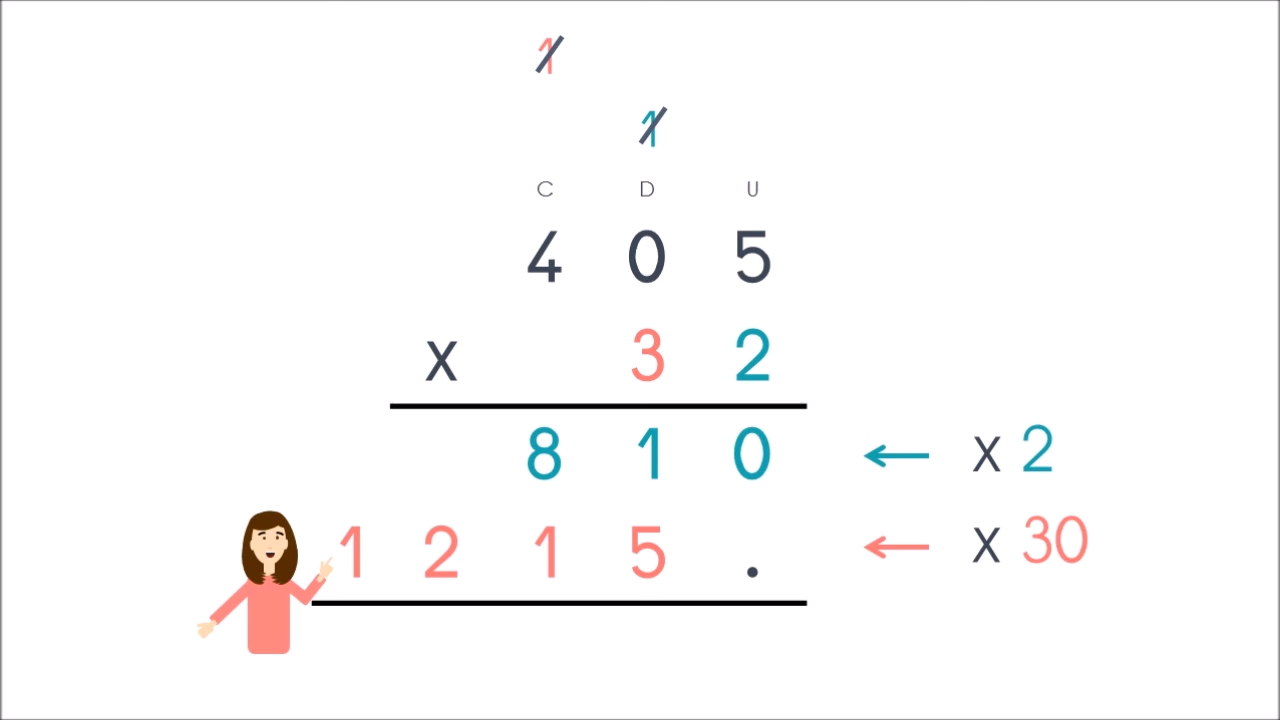 1
1
C D U
4 0 5
x 3 2
8 1 0 ← x 2
1 2 1 5 . ← x 30